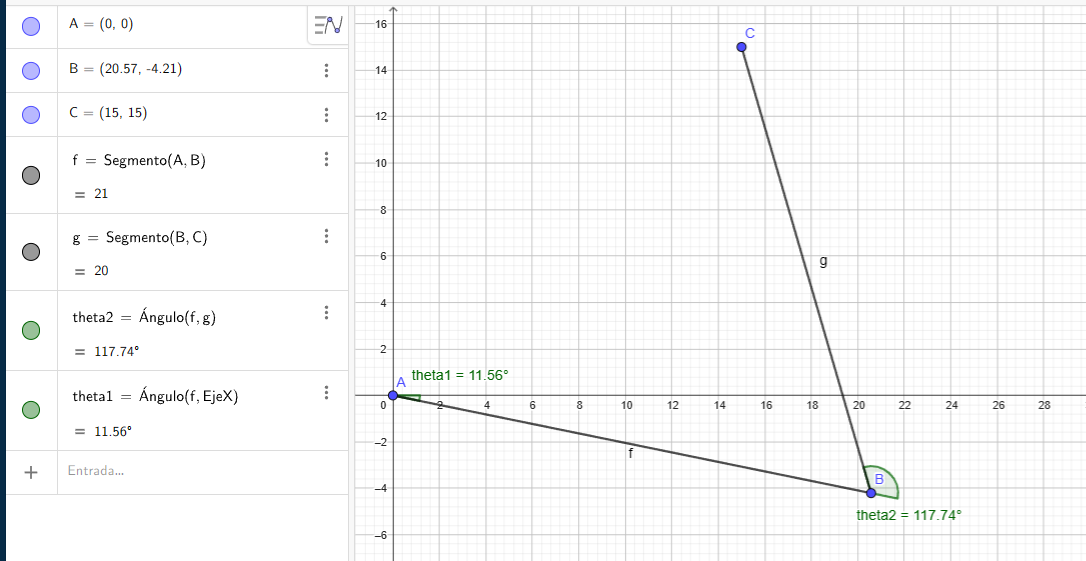 A = (0, 0)
B = (20.57, -4.21)
C = (15, 15)
f = Segmento(A, B)
= 21
g = Segmento(B, C)
= 20
theta2 = Ángulo(f, g)
= 117.74°
theta1 = Ángulo(f, EjeX)
= 11.56°
+ Entrada...
16
14
12
10
8
6
4
2
0 2 4 6 8 10 12 14 16 18 20 22 24 26 28
−2
−4
−6
C
g
A
theta1 = 11.56°
f
B
theta2 = 117.74°